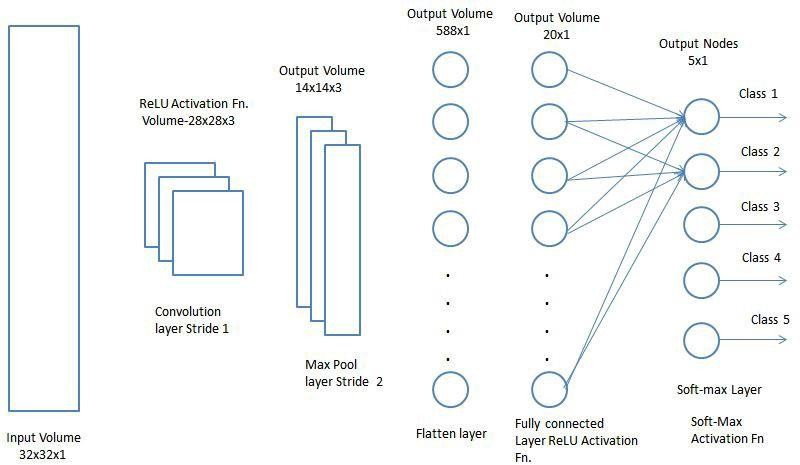 Input Volume
32x32x1
ReLU Activation Fn.
Volume-28x28x3
Convolution
layer Stride 1
Output Volume
14x14x3
Max Pool
layer Stride 2
Output Volume
588x1
Flatten layer
Output Volume
20x1
Fully connected
Layer ReLU Activation
Fn.
Output Nodes
5x1
Class 1
Class 2
Class 3
Class 4
Class 5
Soft-max Layer
Soft-Max
Activation Fn